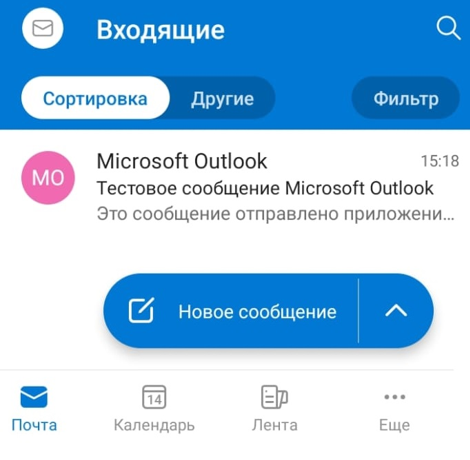 Входящие
Сортировка Другие Фильтр
MO Microsoft Outlook 15:18
Тестовое сообщение Microsoft Outlook
Это сообщение отправлено приложени...
Новое сообщение
14
Почта Календарь Лента Еще